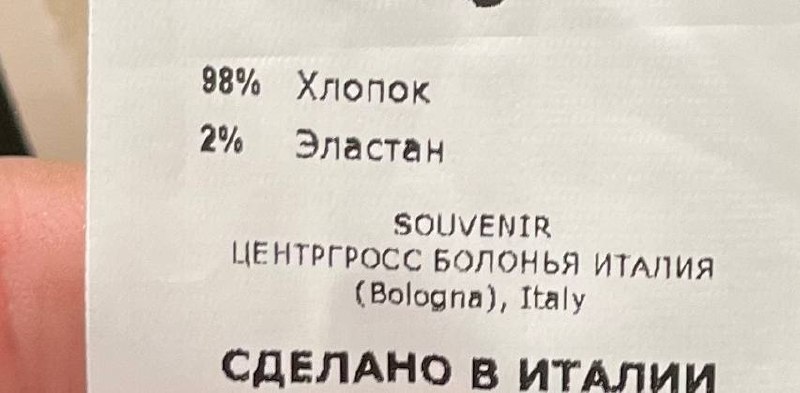 98% Хлопок
2% Эластан
SOUVENIR
ЦЕНТРГРОСС БОЛОНЬЯ ИТАЛИЯ
(Bologna), Italy
СДЕЛАНО В ИТАЛИИ